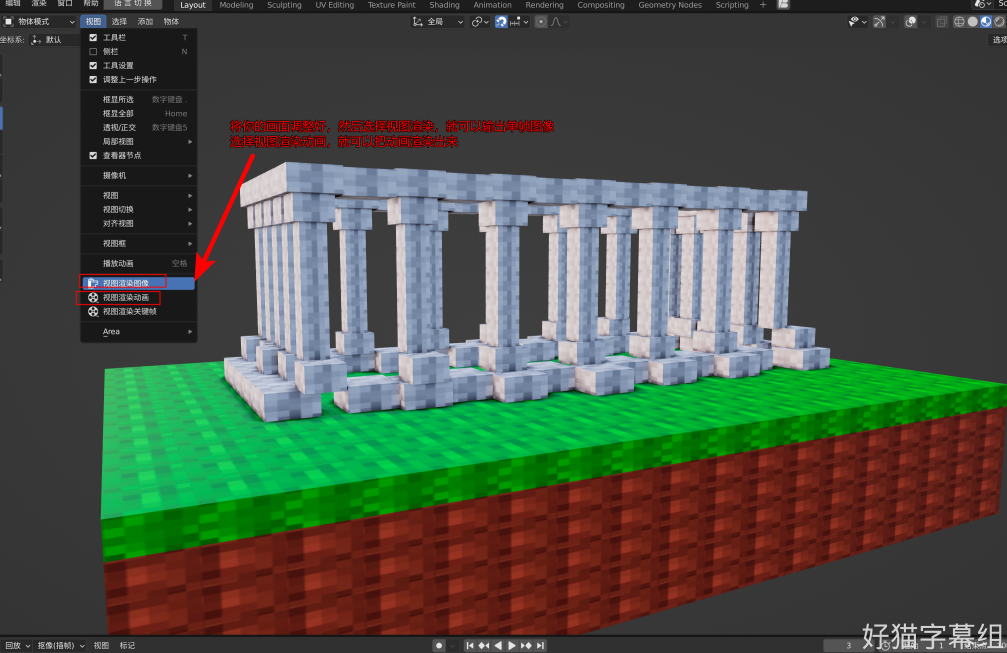 编辑 渲染 窗口 帮助 语言切换 Layout Modeling Sculpting UV Editing Texture Paint Shading Animation Rendering Compositing Geometry Nodes Scripting +
物体模式 视图 选择 添加 物体 全局
坐标系: 默认 选项
工具栏 T
侧栏 N
工具设置
调整上一步操作
框显所选 数字键盘 .
框显全部 Home
透视/正交 数字键盘5
局部视图
查看器节点
摄像机
视图
视图切换
对齐视图
视图框
播放动画 空格
视图渲染图像
视图渲染动画
视图渲染关键帧
Area
将你的画面调整好,然后选择视图渲染,就可以输出单帧图像
选择视图渲染动画,就可以把动画渲染出来
回放 抠像(插帧) 视图 标记 3 1
好猫字幕组